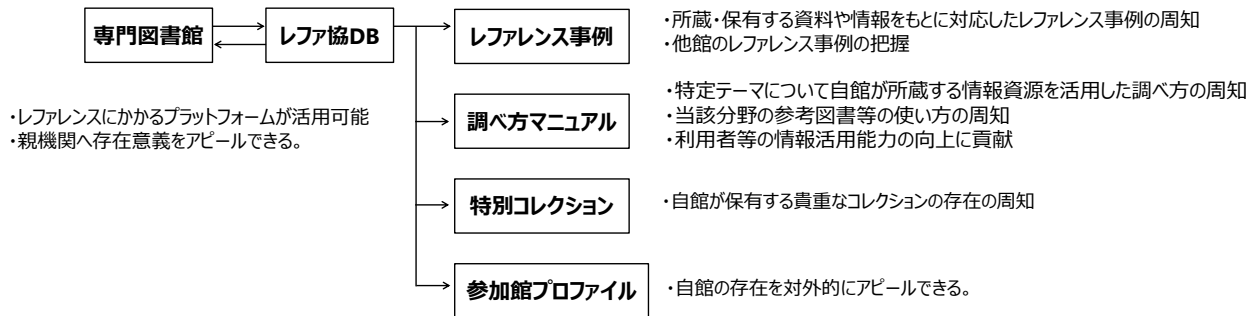 専門図書館
レファ協DB
レファレンス事例
・所蔵・保有する資料や情報をもとに対応したレファレンス事例の周知
・他館のレファレンス事例の把握
・レファレンスにかかるプラットフォームが活用可能
・親機関へ存在意義をアピールできる。
調べ方マニュアル
・特定テーマについて自館が所蔵する情報資源を活用した調べ方の周知
・当該分野の参考図書等の使い方の周知
・利用者等の情報活用能力の向上に貢献
特別コレクション
・自館が保有する貴重なコレクションの存在の周知
参加館プロファイル
・自館の存在を対外的にアピールできる。